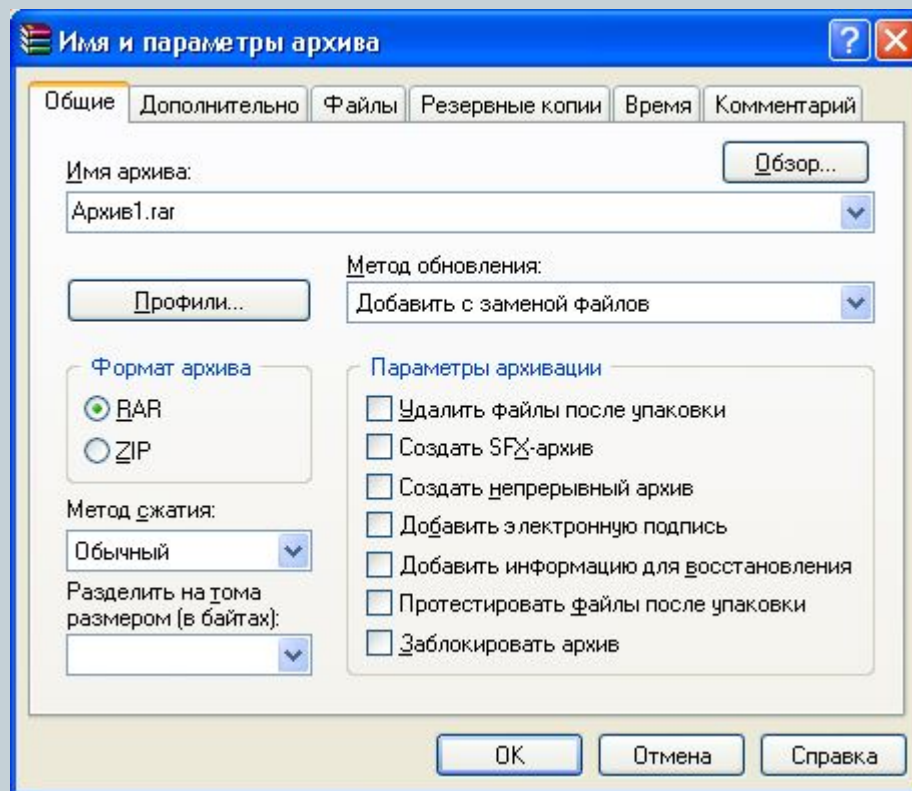 Имя и параметры архива
Общие Дополнительно Файлы Резервные копии Время Комментарий
Обзор...
Имя архива:
Архив1.rar
Метод обновления:
Профили...
Добавить с заменой файлов
Формат архива
RAR
ZIP
Метод сжатия:
Обычный
Разделить на тома
размером (в байтах):
Параметры архивации
Удалить файлы после упаковки
Создать SFX-архив
Создать непрерывный архив
Добавить электронную подпись
Добавить информацию для восстановления
Протестировать файлы после упаковки
Заблокировать архив
OK Отмена Справка